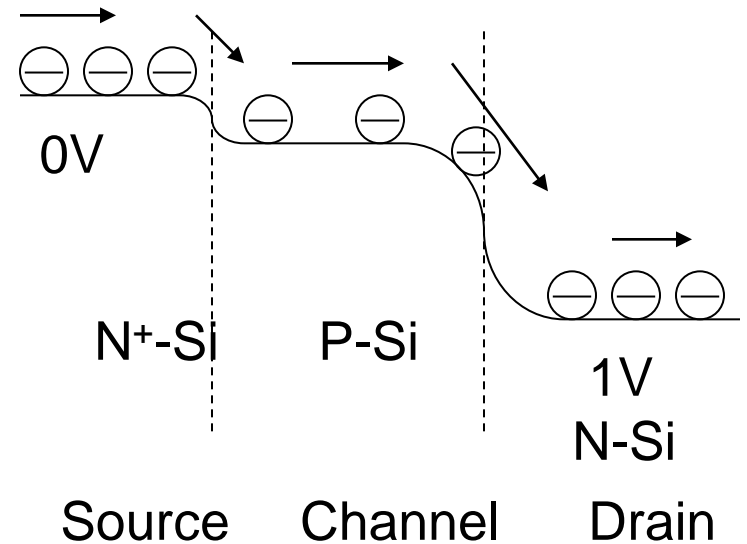 0V
N⁺-Si P-Si
1V
N-Si
Source Channel Drain